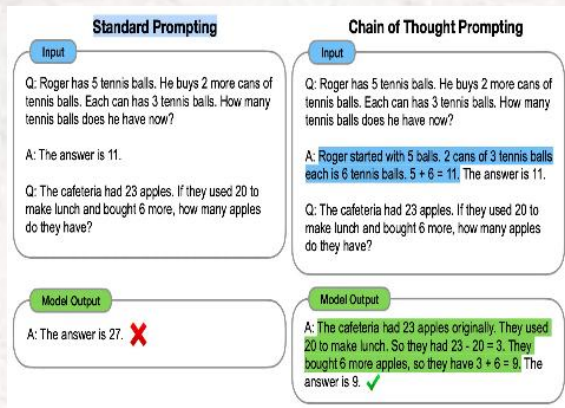 Standard Prompting
Input
Q: Roger has 5 tennis balls. He buys 2 more cans of
tennis balls. Each can has 3 tennis balls. How many
tennis balls does he have now?
A: The answer is 11.
Q: The cafeteria had 23 apples. If they used 20 to
make lunch and bought 6 more, how many apples
do they have?
Model Output
A: The answer is 27.
Chain of Thought Prompting
Input
Q: Roger has 5 tennis balls. He buys 2 more cans of
tennis balls. Each can has 3 tennis balls. How many
tennis balls does he have now?
A: Roger started with 5 balls. 2 cans of 3 tennis balls
each is 6 tennis balls. 5 + 6 = 11. The answer is 11.
Q: The cafeteria had 23 apples. If they used 20 to
make lunch and bought 6 more, how many apples
do they have?
Model Output
A: The cafeteria had 23 apples originally. They used
20 to make lunch. So they had 23 - 20 = 3. They
bought 6 more apples, so they have 3 + 6 = 9. The
answer is 9.